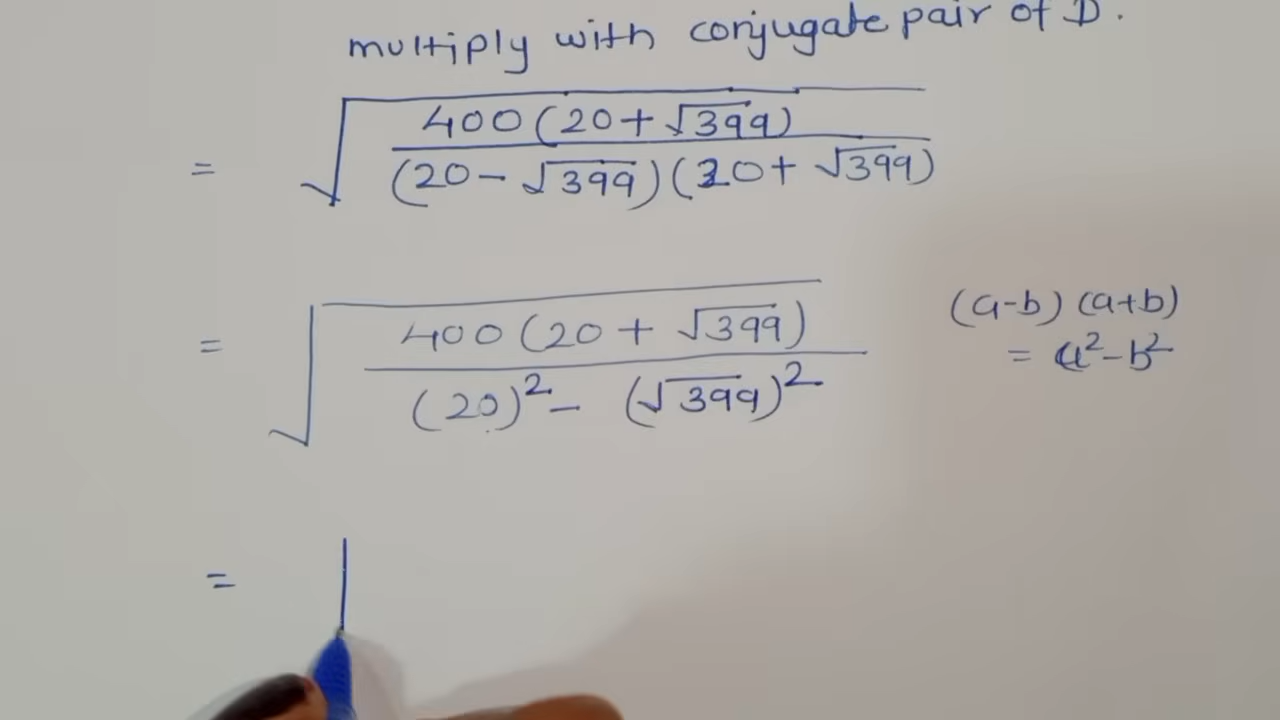 multiply with conjugate pair of D.
= √(400(20+√399) / (20-√399)(20+√399))
= √(400(20+√399) / (20)²-(√399)²)
(a-b)(a+b)
= a²-b²
=